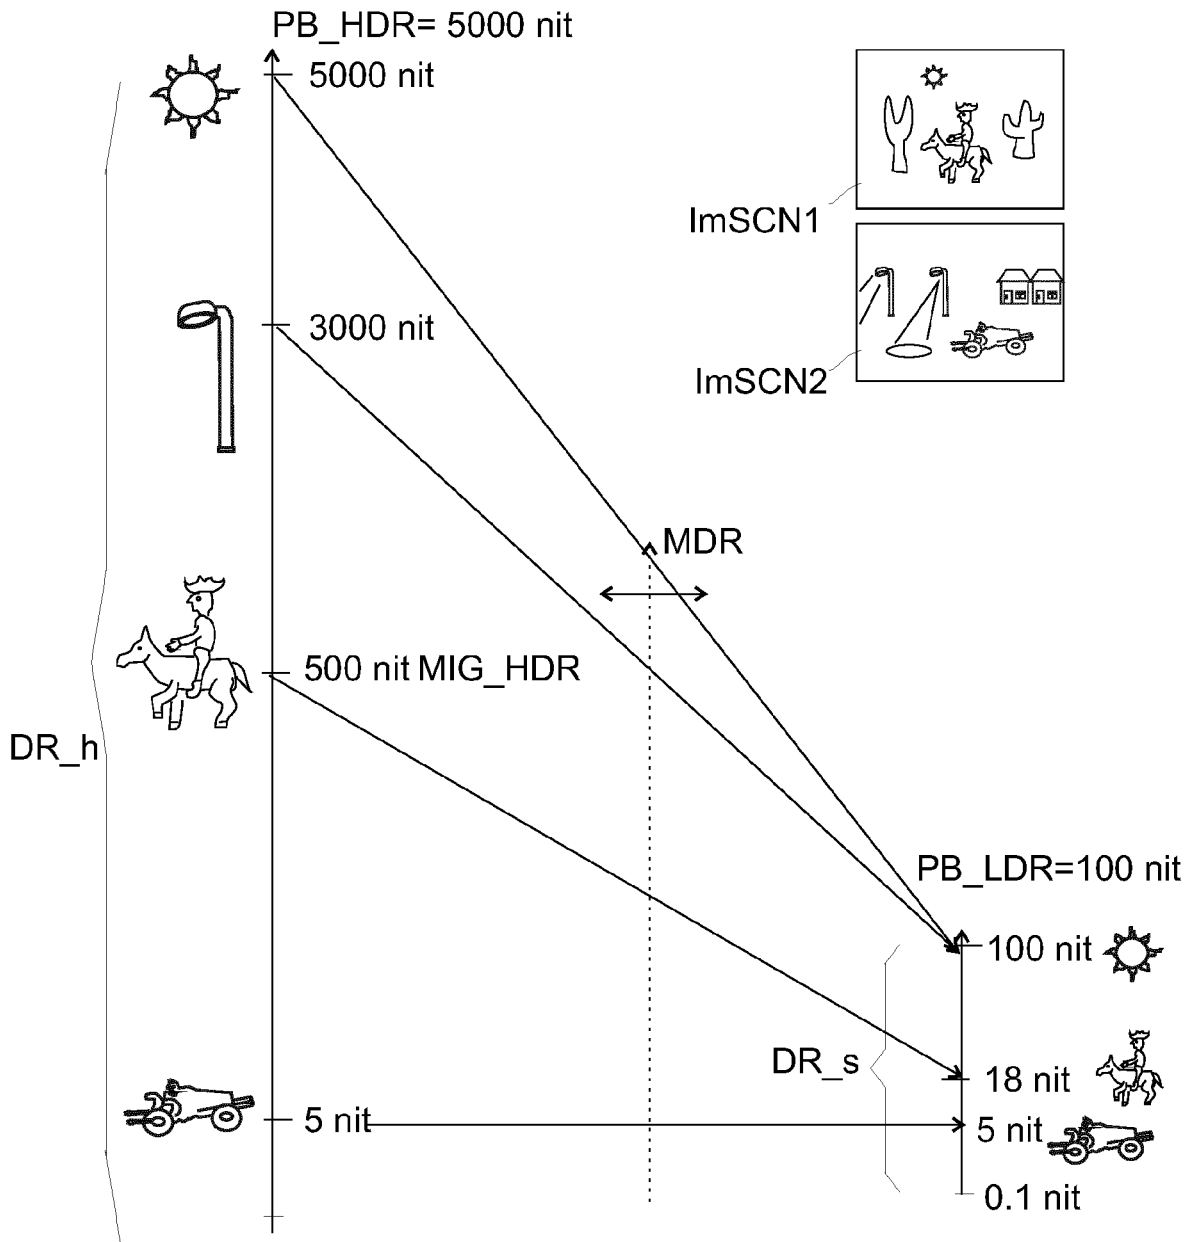 PB_HDR= 5000 nit
5000 nit
ImSCN1
3000 nit
ImSCN2
MDR
500 nit MIG_HDR
DR_h
PB_LDR=100 nit
100 nit
DR_s
18 nit
5 nit
5 nit
0.1 nit